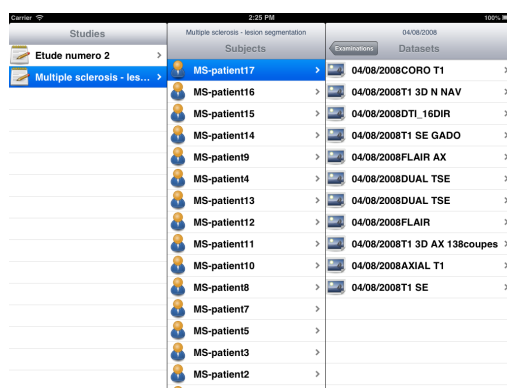 Carrier 2:25 PM 100%
Studies
Etude numero 2
Multiple sclerosis - les...
Multiple sclerosis - lesion segmentation
Subjects
MS-patient17
MS-patient16
MS-patient15
MS-patient14
MS-patient9
MS-patient4
MS-patient13
MS-patient12
MS-patient11
MS-patient10
MS-patient8
MS-patient7
MS-patient5
MS-patient3
MS-patient2
04/08/2008
Examinations Datasets
04/08/2008CORO T1
04/08/2008T1 3D N NAV
04/08/2008DTI_16DIR
04/08/2008T1 SE GADO
04/08/2008FLAIR AX
04/08/2008DUAL TSE
04/08/2008DUAL TSE
04/08/2008FLAIR
04/08/2008T1 3D AX 138coupes
04/08/2008AXIAL T1
04/08/2008T1 SE